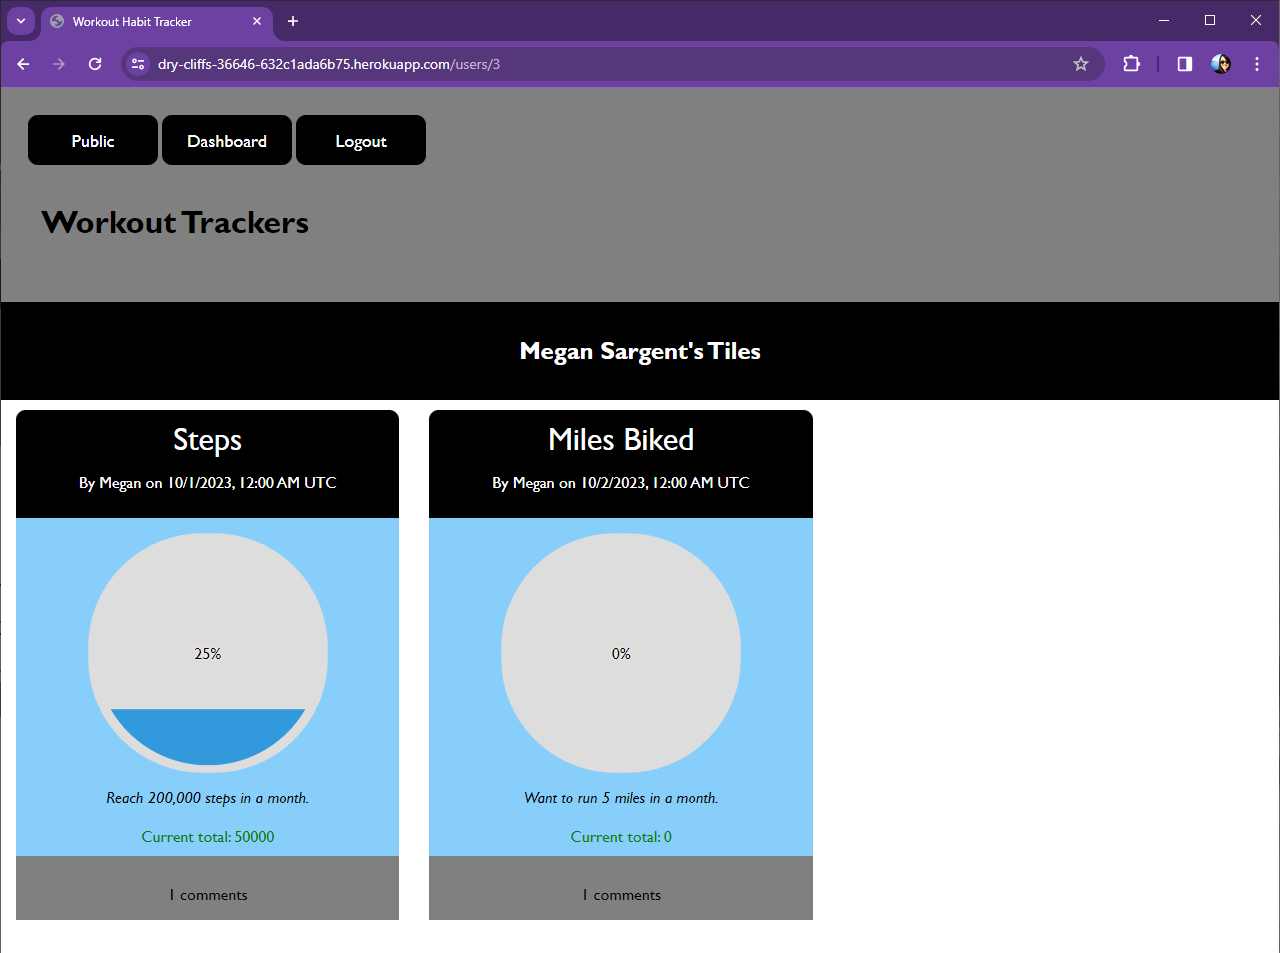 Workout Habit Tracker
dry-cliffs-36646-632c1ada6b75.herokuapp.com/users/3
Public Dashboard Logout
Workout Trackers
Megan Sargent's Tiles
Steps
By Megan on 10/1/2023, 12:00 AM UTC
25%
Reach 200,000 steps in a month.
Current total: 50000
1 comments
Miles Biked
By Megan on 10/2/2023, 12:00 AM UTC
0%
Want to run 5 miles in a month.
Current total: 0
1 comments